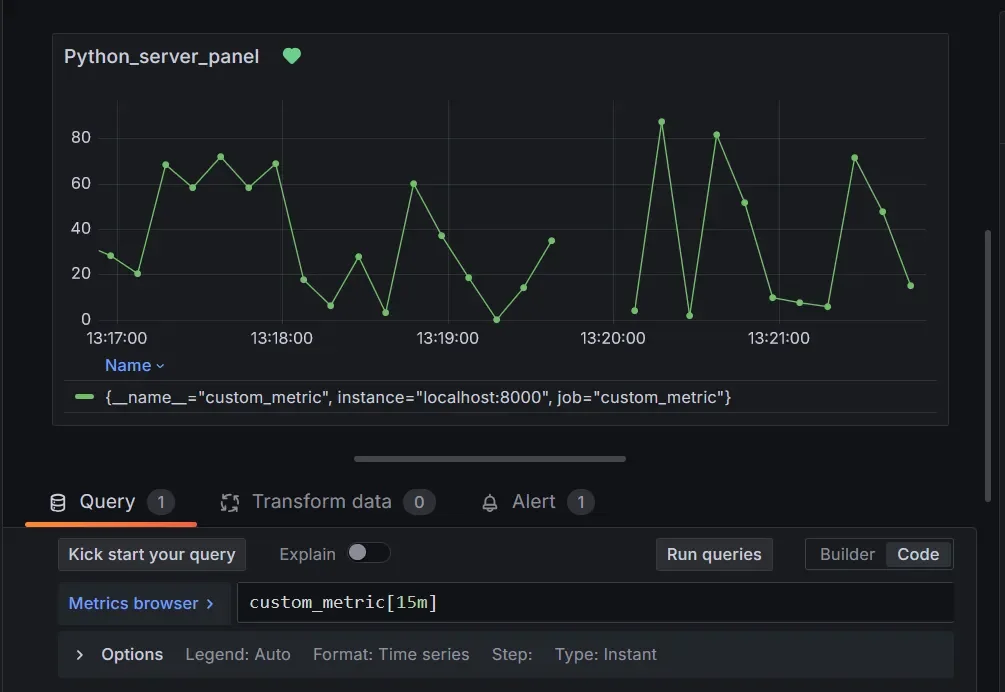 Python_server_panel
80
60
40
20
0
13:17:00 13:18:00 13:19:00 13:20:00 13:21:00
Name
{__name__="custom_metric", instance="localhost:8000", job="custom_metric"}
Query 1 Transform data 0 Alert 1
Kick start your query Explain Run queries Builder Code
Metrics browser > custom_metric[15m]
> Options Legend: Auto Format: Time series Step: Type: Instant